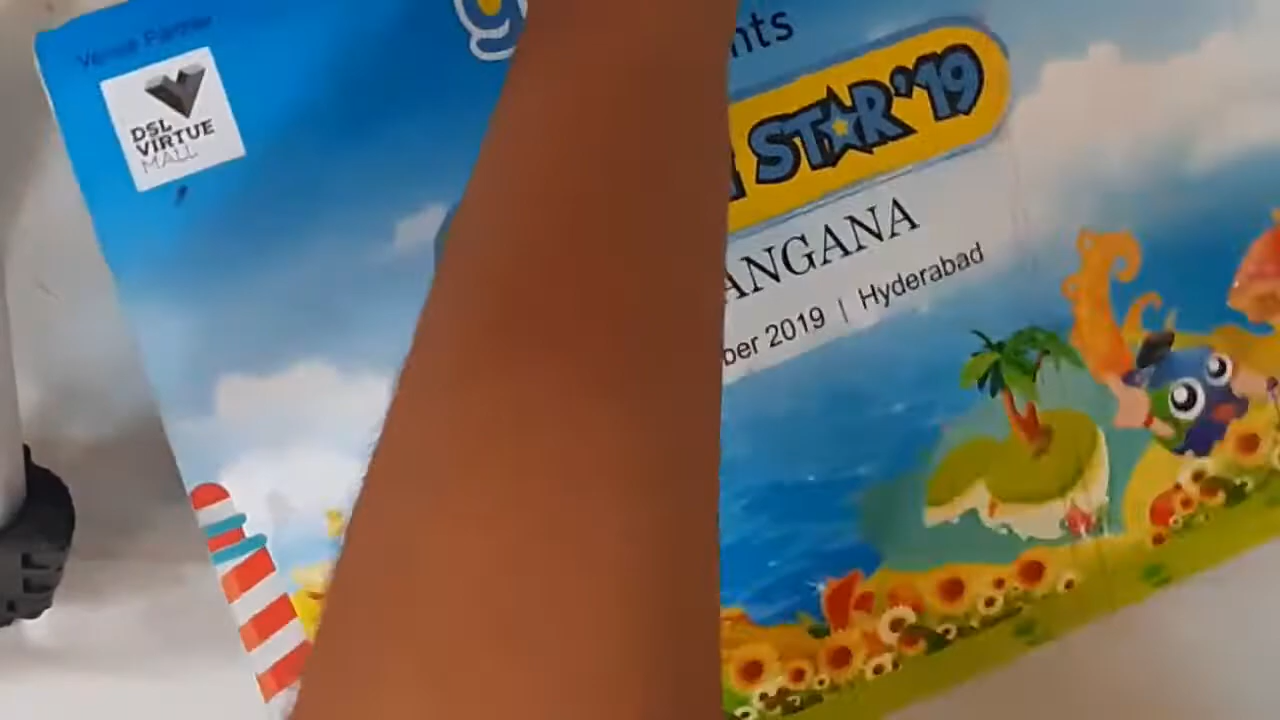 Venue Partner
DSL
VIRTUE
MALL
g
nts
STAR'19
ANGANA
ber 2019 | Hyderabad